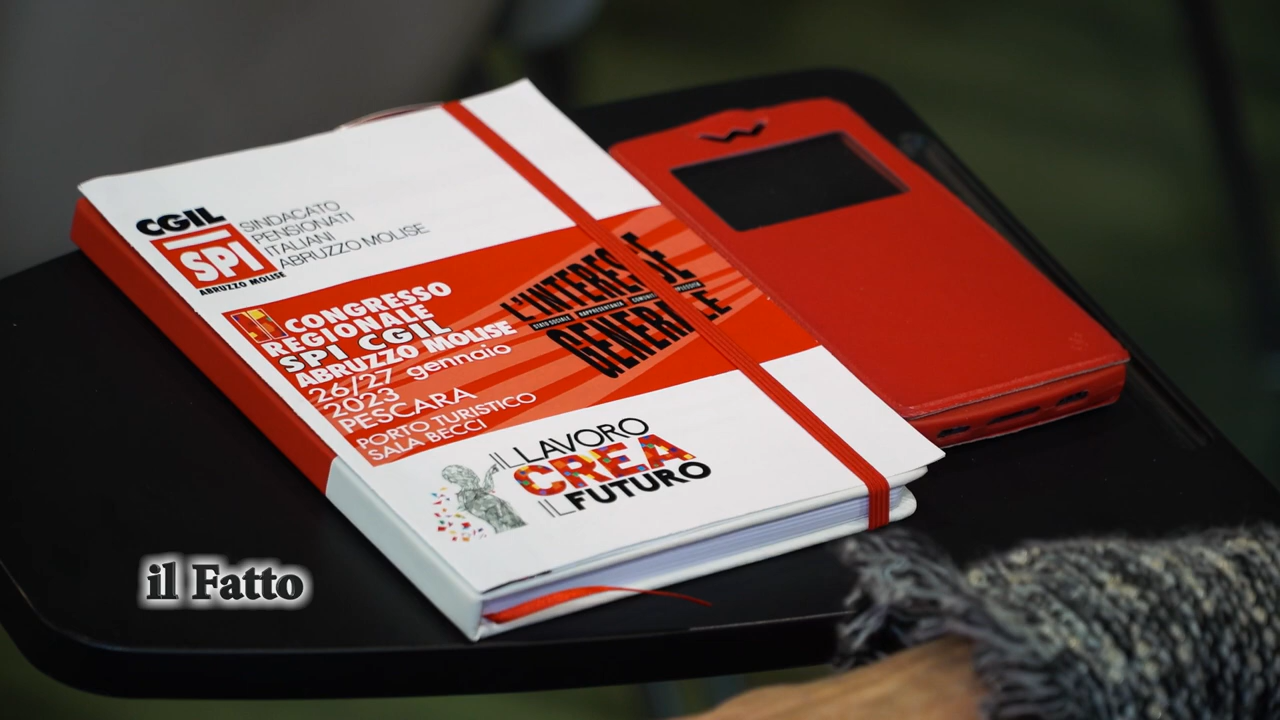 CGIL
SPI
ABRUZZO MOLISE
SINDACATO
PENSIONATI
ITALIANI
ABRUZZO MOLISE
II CONGRESSO
REGIONALE
SPI CGIL
ABRUZZO MOLISE
26/27 gennaio
2023
PESCARA
PORTO TURISTICO
SALA BECCI
L'INTERESSE
STATO SOCIALE RAPPRESENTANZA
GENERALE
IL LAVORO
CREA
IL FUTURO
il Fatto